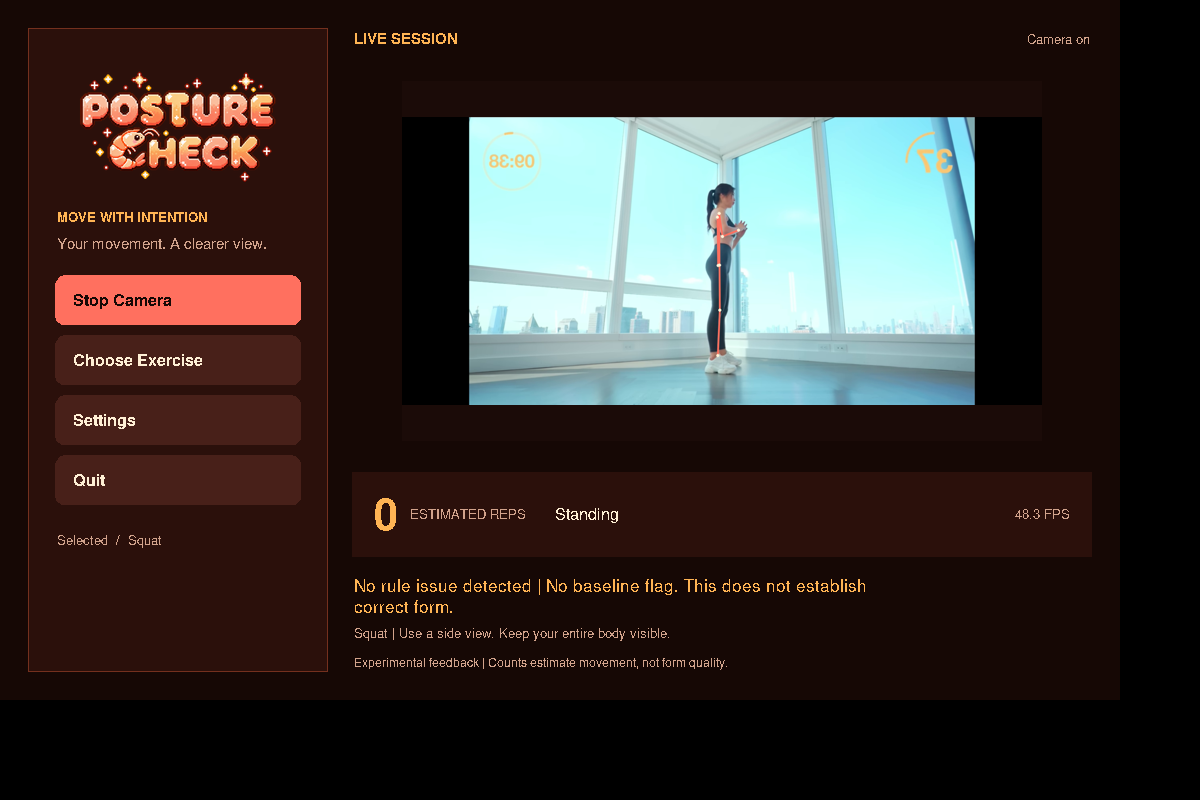 POSTURE
CHECK
MOVE WITH INTENTION
Your movement. A clearer view.
Stop Camera
Choose Exercise
Settings
Quit
Selected / Squat
LIVE SESSION
Camera on
09:38
37
0 ESTIMATED REPS Standing 48.3 FPS
No rule issue detected | No baseline flag. This does not establish
correct form.
Squat | Use a side view. Keep your entire body visible.
Experimental feedback | Counts estimate movement, not form quality.